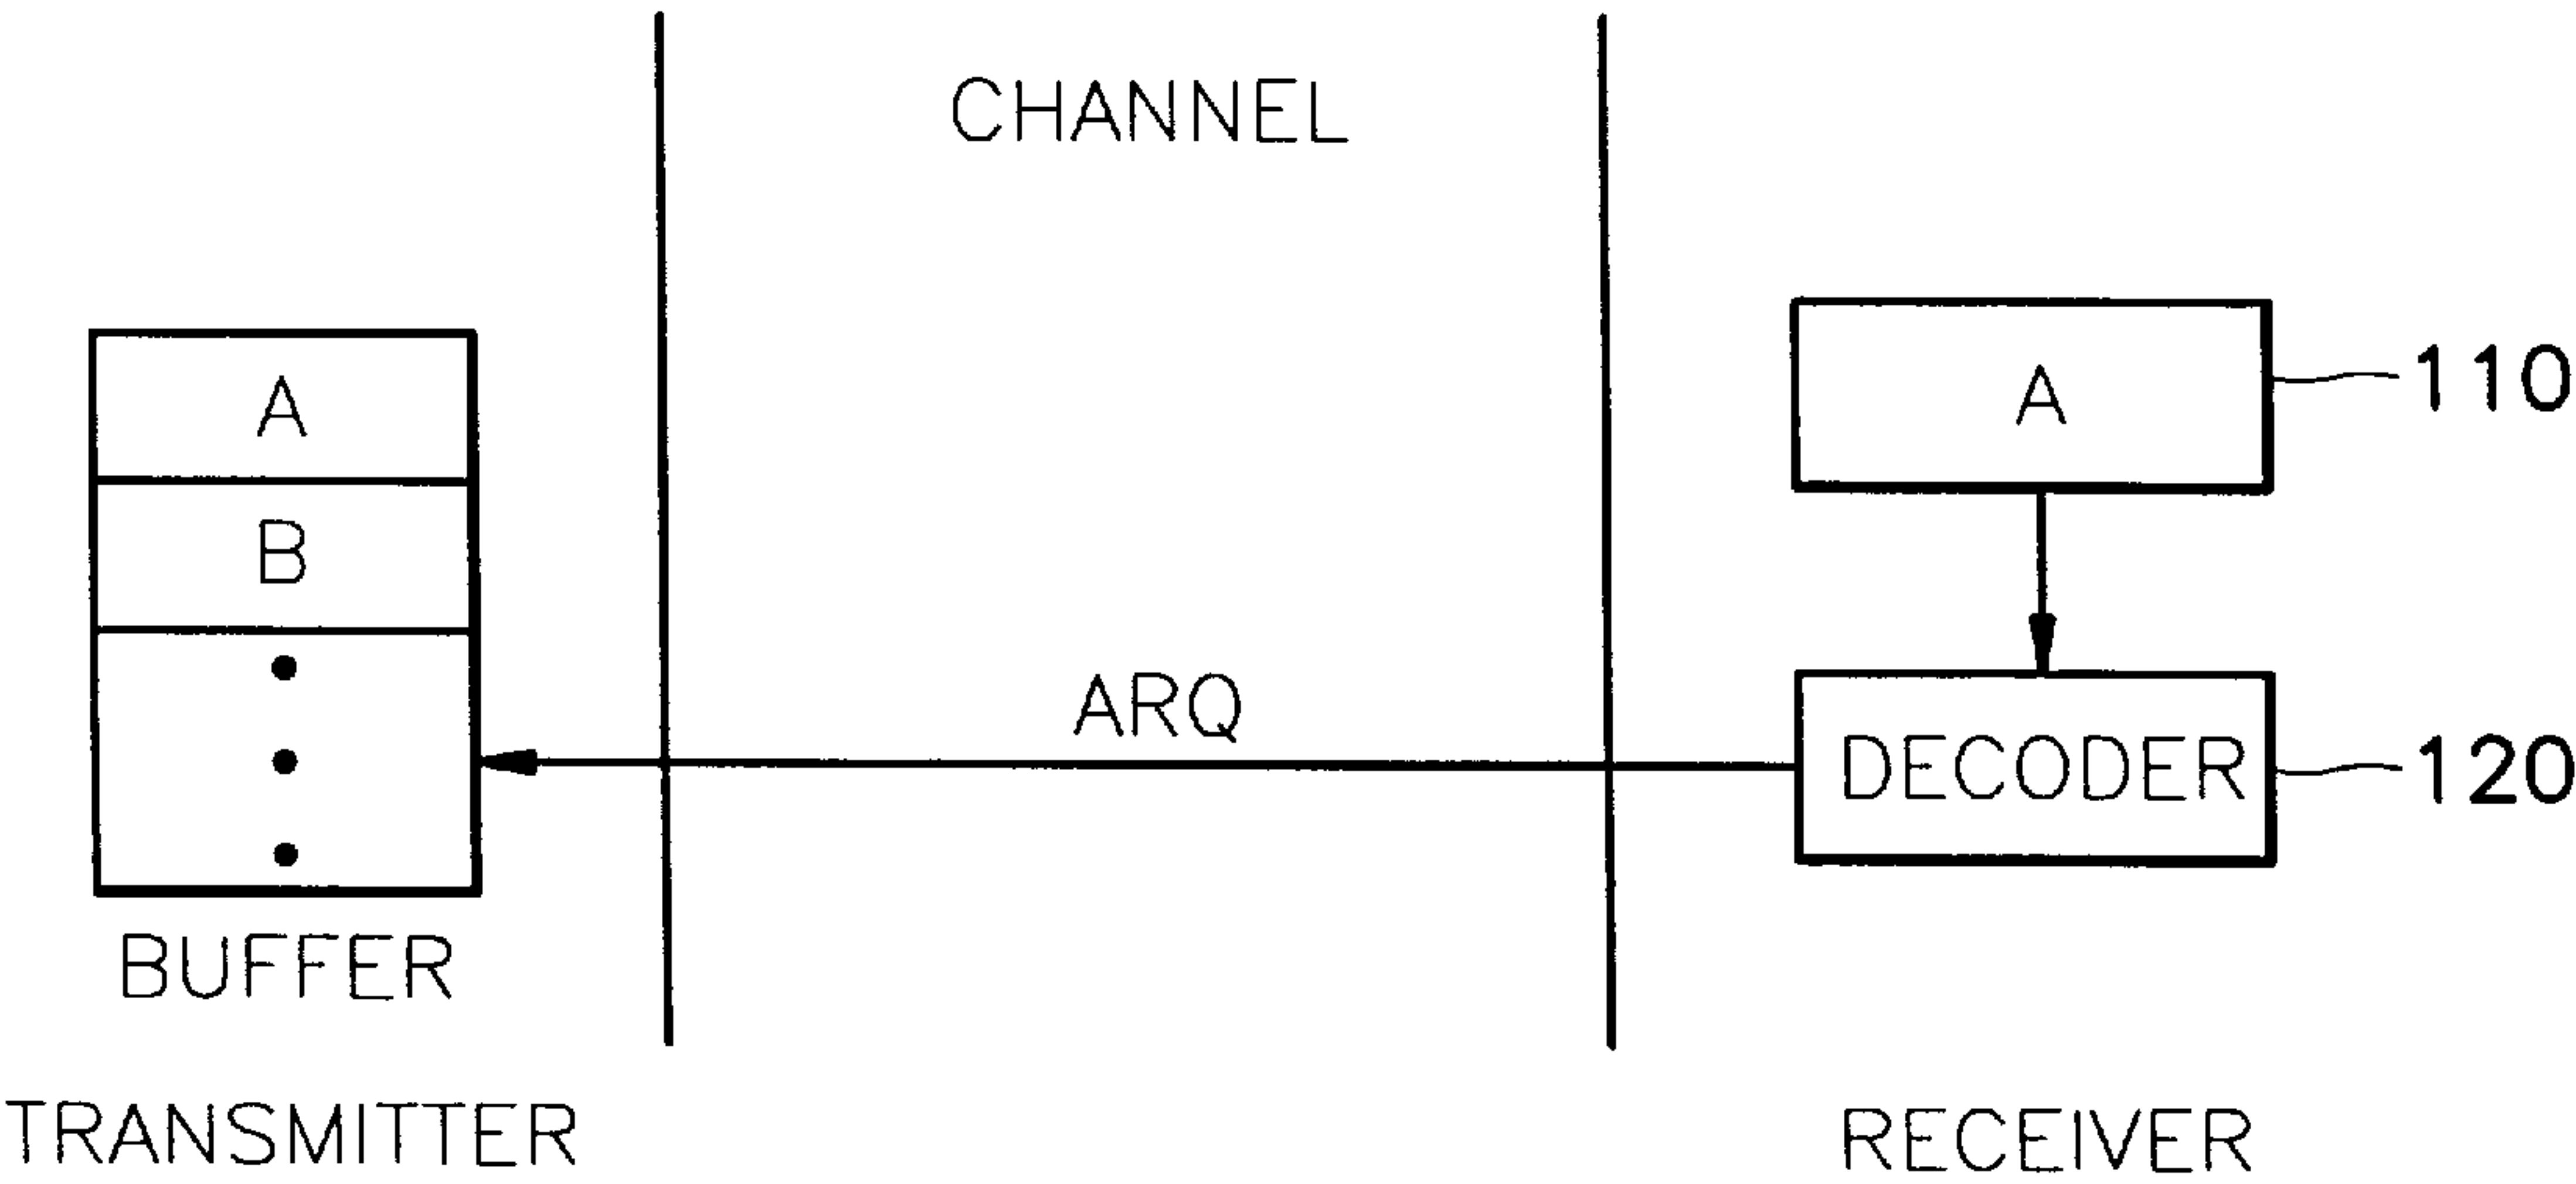 CHANNEL
A
B
BUFFER
TRANSMITTER
ARQ
A
110
DECODER
120
RECEIVER